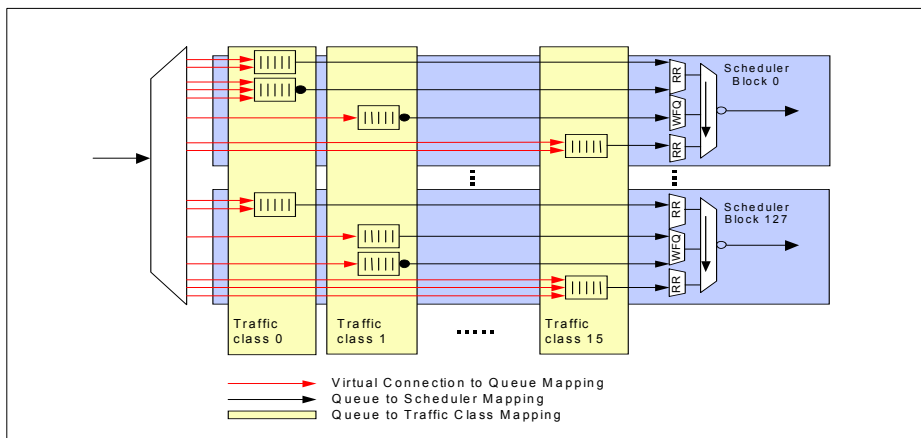 Scheduler
Block 0
RR
WFQ
RR
Scheduler
Block 127
RR
WFQ
RR
Traffic
class 0
Traffic
class 1
Traffic
class 15
Virtual Connection to Queue Mapping
Queue to Scheduler Mapping
Queue to Traffic Class Mapping